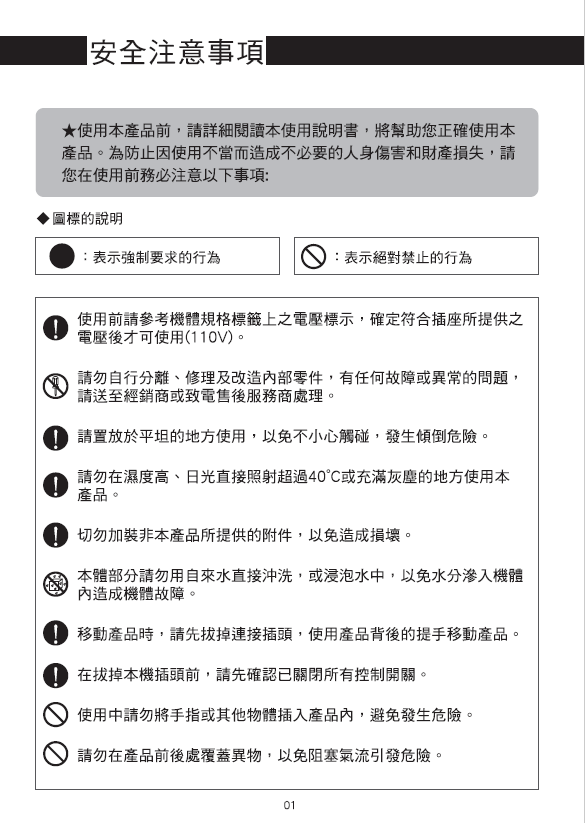 安全注意事項
★使用本產品前，請詳細閱讀本使用說明書，將幫助您正確使用本
產品。為防止因使用不當而造成不必要的人身傷害和財產損失，請
您在使用前務必注意以下事項:
◆圖標的說明
：表示強制要求的行為
：表示絕對禁止的行為
使用前請參考機體規格標籤上之電壓標示，確定符合插座所提供之
電壓後才可使用(110V)。
請勿自行分離、修理及改造內部零件，有任何故障或異常的問題，
請送至經銷商或致電售後服務商處理。
請置放於平坦的地方使用，以免不小心觸碰，發生傾倒危險。
請勿在濕度高、日光直接照射超過40°C或充滿灰塵的地方使用本
產品。
切勿加裝非本產品所提供的附件，以免造成損壞。
本體部分請勿用自來水直接沖洗，或浸泡水中，以免水分滲入機體
內造成機體故障。
移動產品時，請先拔掉連接插頭，使用產品背後的提手移動產品。
在拔掉本機插頭前，請先確認已關閉所有控制開關。
使用中請勿將手指或其他物體插入產品內，避免發生危險。
請勿在產品前後處覆蓋異物，以免阻塞氣流引發危險。
01